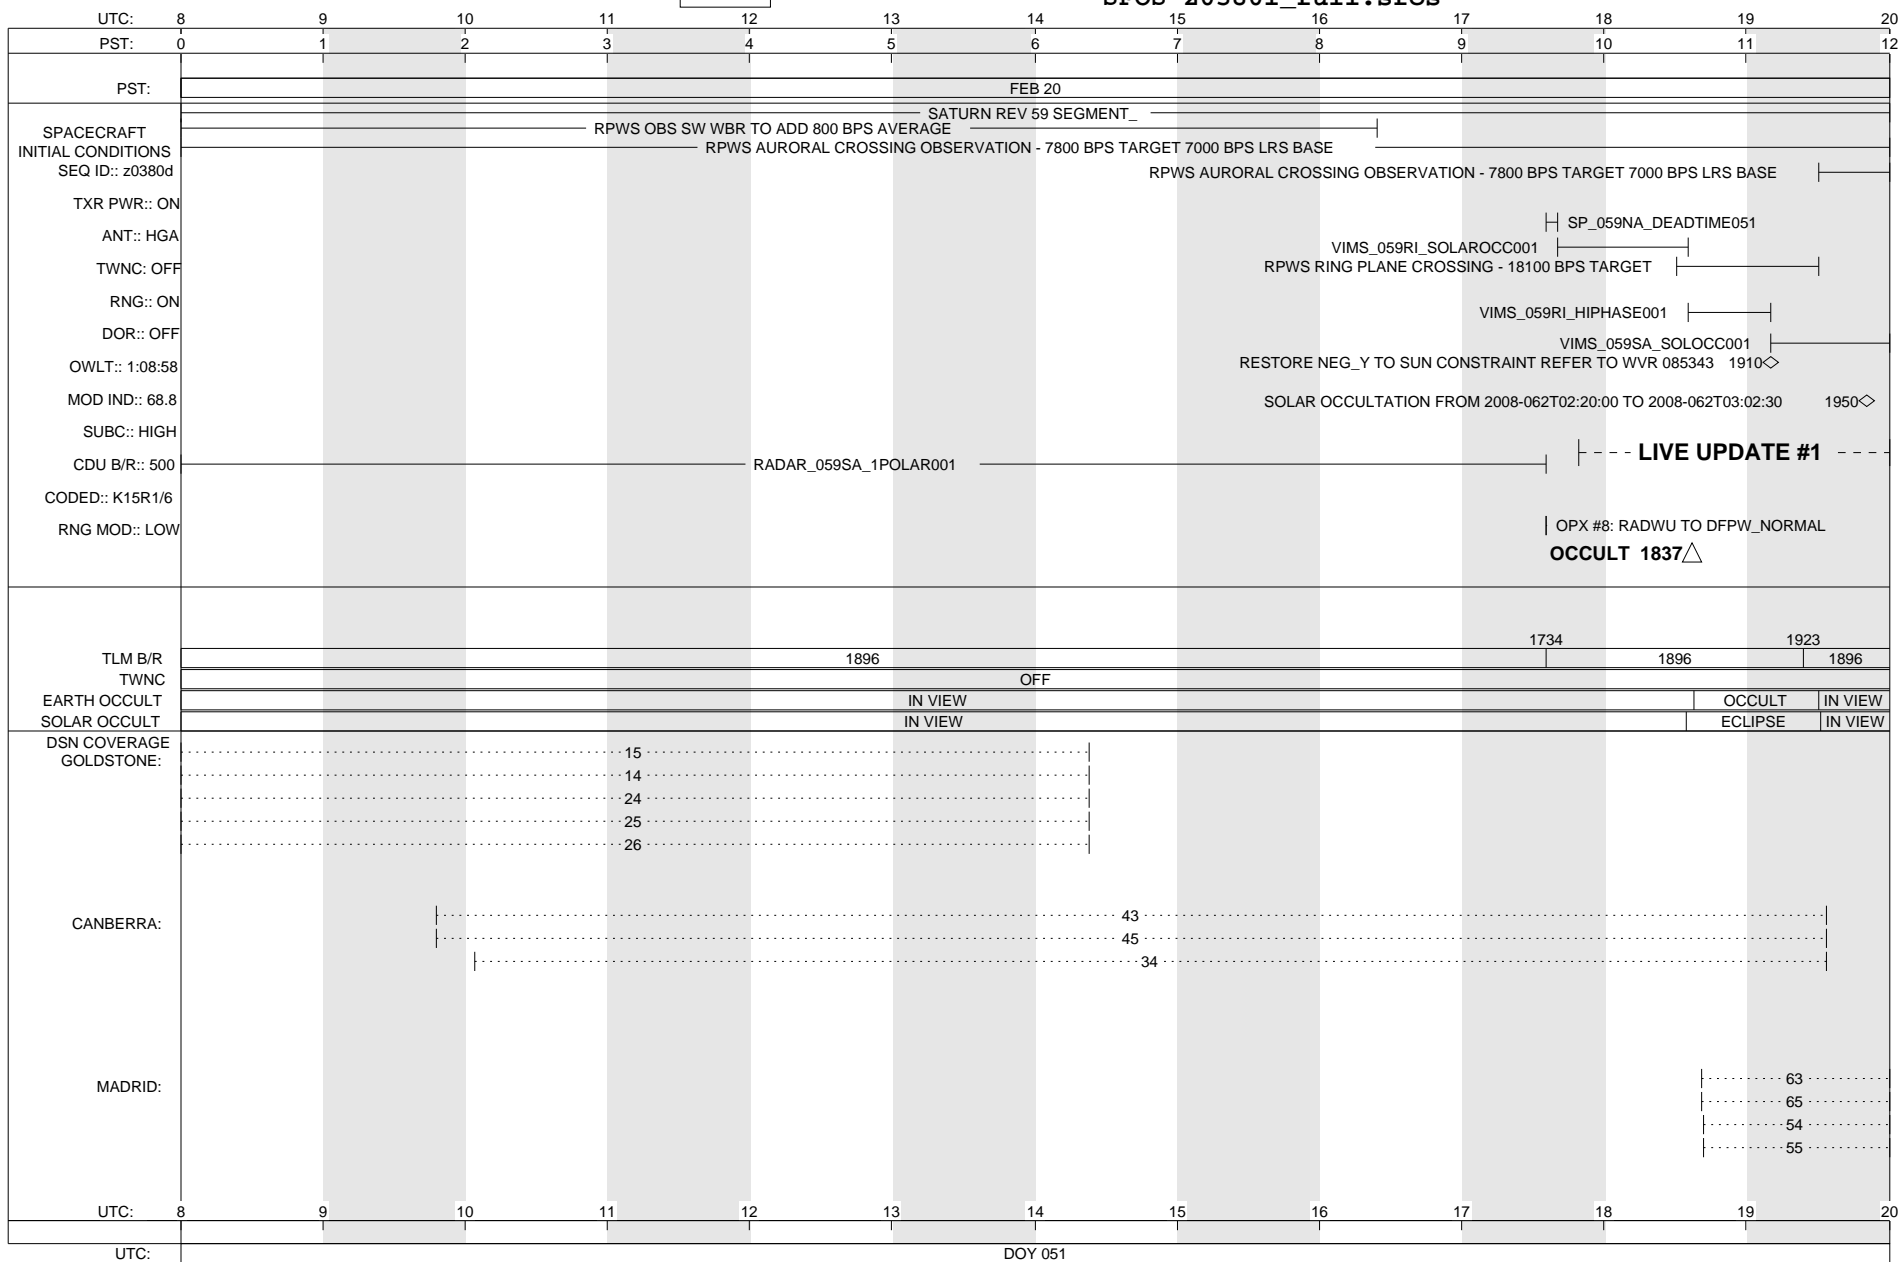 SFOS z0380i_full.sfos
UTC: 8 9 10 11 12 13 14 15 16 17 18 19 20
PST: 0 1 2 3 4 5 6 7 8 9 10 11 12
PST: FEB 20
SATURN REV 59 SEGMENT_
SPACECRAFT RPWS OBS SW WBR TO ADD 800 BPS AVERAGE
INITIAL CONDITIONS RPWS AURORAL CROSSING OBSERVATION - 7800 BPS TARGET 7000 BPS LRS BASE
SEQ ID:: z0380d RPWS AURORAL CROSSING OBSERVATION - 7800 BPS TARGET 7000 BPS LRS BASE
TXR PWR:: ON
SP_059NA_DEADTIME051
ANT:: HGA
VIMS_059RI_SOLAROCC001
TWNC: OFF RPWS RING PLANE CROSSING - 18100 BPS TARGET
RNG:: ON
VIMS_059RI_HIPHASE001
DOR:: OFF
VIMS_059SA_SOLOCC001
OWLT:: 1:08:58 RESTORE NEG_Y TO SUN CONSTRAINT REFER TO WVR 085343 1910
MOD IND:: 68.8 SOLAR OCCULTATION FROM 2008-062T02:20:00 TO 2008-062T03:02:30 1950
SUBC:: HIGH
LIVE UPDATE #1
CDU B/R:: 500 RADAR_059SA_1POLAR001
CODED:: K15R1/6
RNG MOD:: LOW OPX #8: RADWU TO DFPW_NORMAL
OCCULT 1837
1734 1923
TLM B/R 1896 1896 1896
TWNC OFF
EARTH OCCULT IN VIEW OCCULT IN VIEW
SOLAR OCCULT IN VIEW ECLIPSE IN VIEW
DSN COVERAGE
GOLDSTONE: 15
14
24
25
26
CANBERRA: 43
45
34
MADRID: 63
65
54
55
UTC: 8 9 10 11 12 13 14 15 16 17 18 19 20
UTC: DOY 051